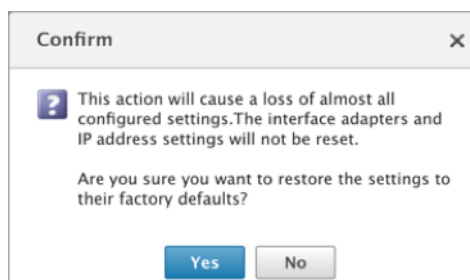 Confirm
This action will cause a loss of almost all
configured settings.The interface adapters and
IP address settings will not be reset.
Are you sure you want to restore the settings to
their factory defaults?
Yes No